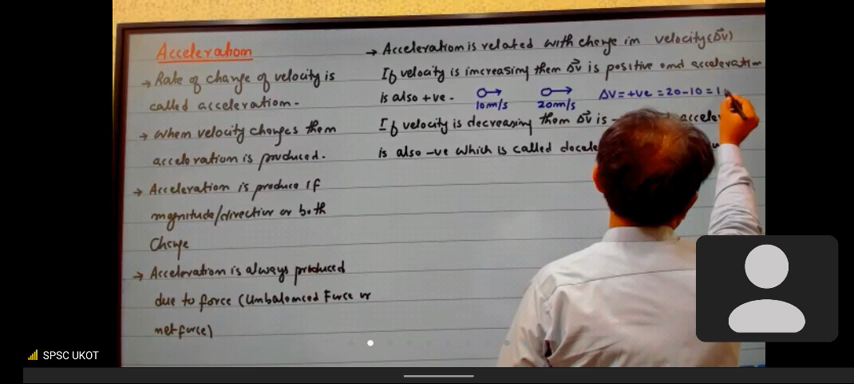 Acceleration
→ Rate of change of velocity is
called acceleration.
→ When velocity changes then
acceleration is produced.
→ Acceleration is produce if
magnitude/direction or both
Change
→ Acceleration is always produced
due to force (Unbalanced Force or
net force)
→ Acceleration is related with change in velocity (Δv)
If velocity is increasing then Δv is positive and acceleration
is also +ve. 10m/s 20m/s Δv=+ve =20-10=1
If velocity is decreasing then Δv is - accele
is also -ve which is called decele
SPSC UKOT